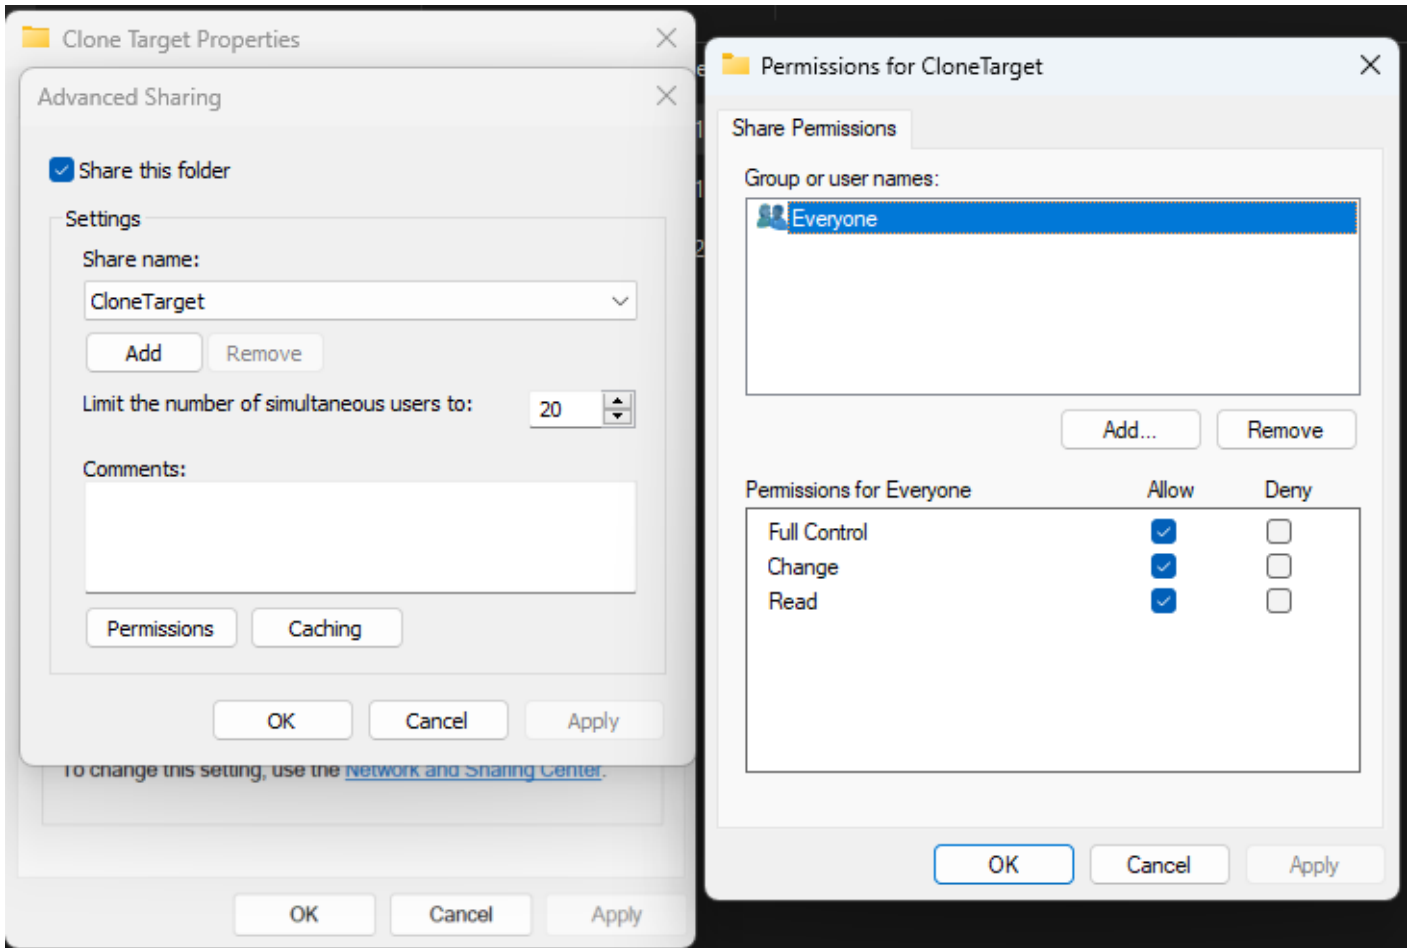 Clone Target Properties
Advanced Sharing
Share this folder
Settings
Share name:
CloneTarget
Add Remove
Limit the number of simultaneous users to: 20
Comments:
Permissions Caching
OK Cancel Apply
To change this setting, use the Network and Sharing Center.
OK Cancel Apply
Permissions for CloneTarget
Share Permissions
Group or user names:
Everyone
Add... Remove
Permissions for Everyone Allow Deny
Full Control
Change
Read
OK Cancel Apply